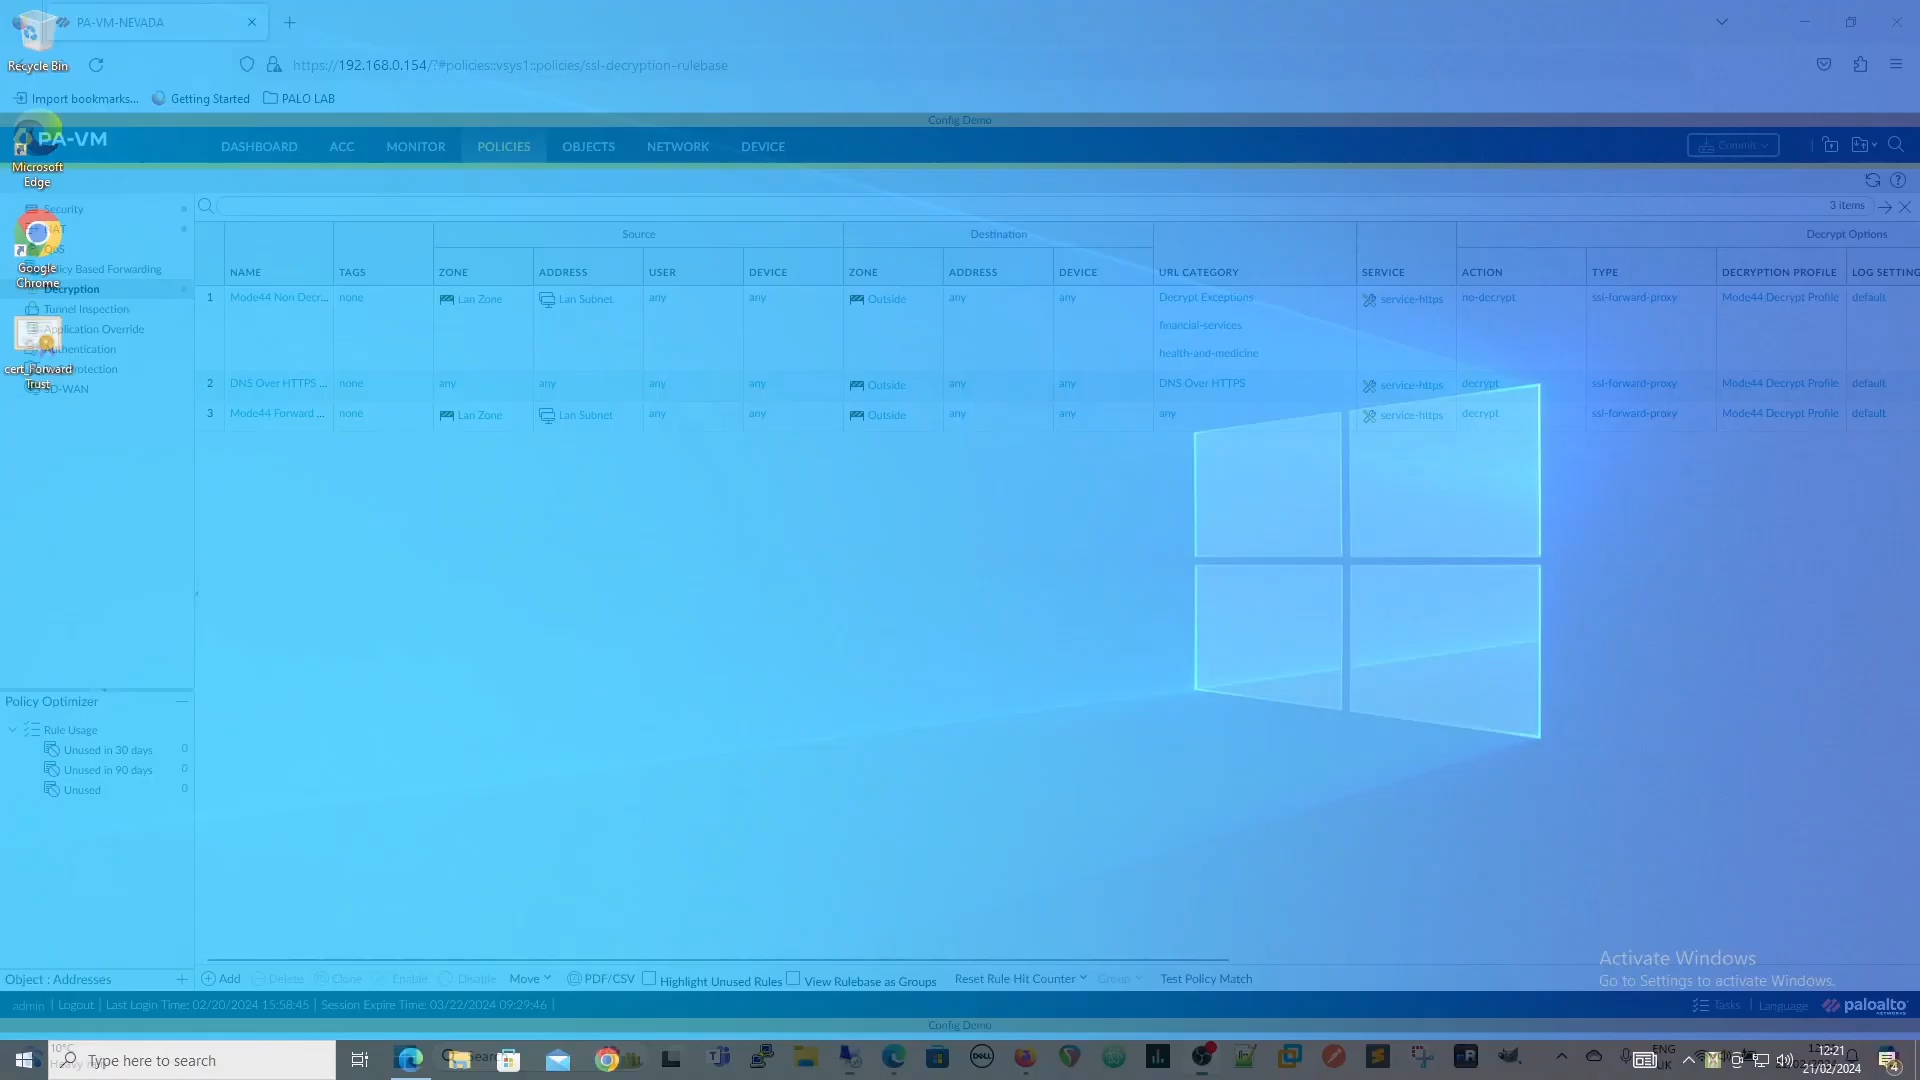 PA-VM-NEVADA
Recycle Bin
https://192.168.0.154/?#policies::vsys1::policies/ssl-decryption-rulebase
Import bookmarks...
Getting Started
PALO LAB
Config Demo
PA-VM
DASHBOARD
ACC
MONITOR
POLICIES
OBJECTS
NETWORK
DEVICE
Commit
Microsoft
Edge
Security
NAT
QoS
Policy Based Forwarding
Decryption
Tunnel Inspection
Application Override
Authentication
SD-WAN
Google
Chrome
cert_Forward
Trust
3 items
Source
Destination
Decrypt Options
NAME TAGS ZONE ADDRESS USER DEVICE ZONE ADDRESS DEVICE URL CATEGORY SERVICE ACTION TYPE DECRYPTION PROFILE LOG SETTING
1 Mode44 Non Decr... none Lan Zone Lan Subnet any any Outside any any Decrypt Exceptions service-https no-decrypt ssl-forward-proxy Mode44 Decrypt Profile default
financial-services
health-and-medicine
2 DNS Over HTTPS ... none any any any any Outside any any DNS Over HTTPS service-https decrypt ssl-forward-proxy Mode44 Decrypt Profile default
3 Mode44 Forward ... none Lan Zone Lan Subnet any any Outside any any any service-https decrypt ssl-forward-proxy Mode44 Decrypt Profile default
Policy Optimizer
Rule Usage
Unused in 30 days 0
Unused in 90 days 0
Unused 0
Activate Windows
Go to Settings to activate Windows.
Object : Addresses
Add Delete Clone Enable Disable Move PDF/CSV Highlight Unused Rules View Rulebase as Groups Reset Rule Hit Counter Group Test Policy Match
admin | Logout | Last Login Time: 02/20/2024 15:58:45 | Session Expire Time: 03/22/2024 09:29:46 |
Tasks | Language
paloalto
NETWORKS
Config Demo
10°C
Type here to search
Search
DELL
ENG
UK
12:21
21/02/2024
4